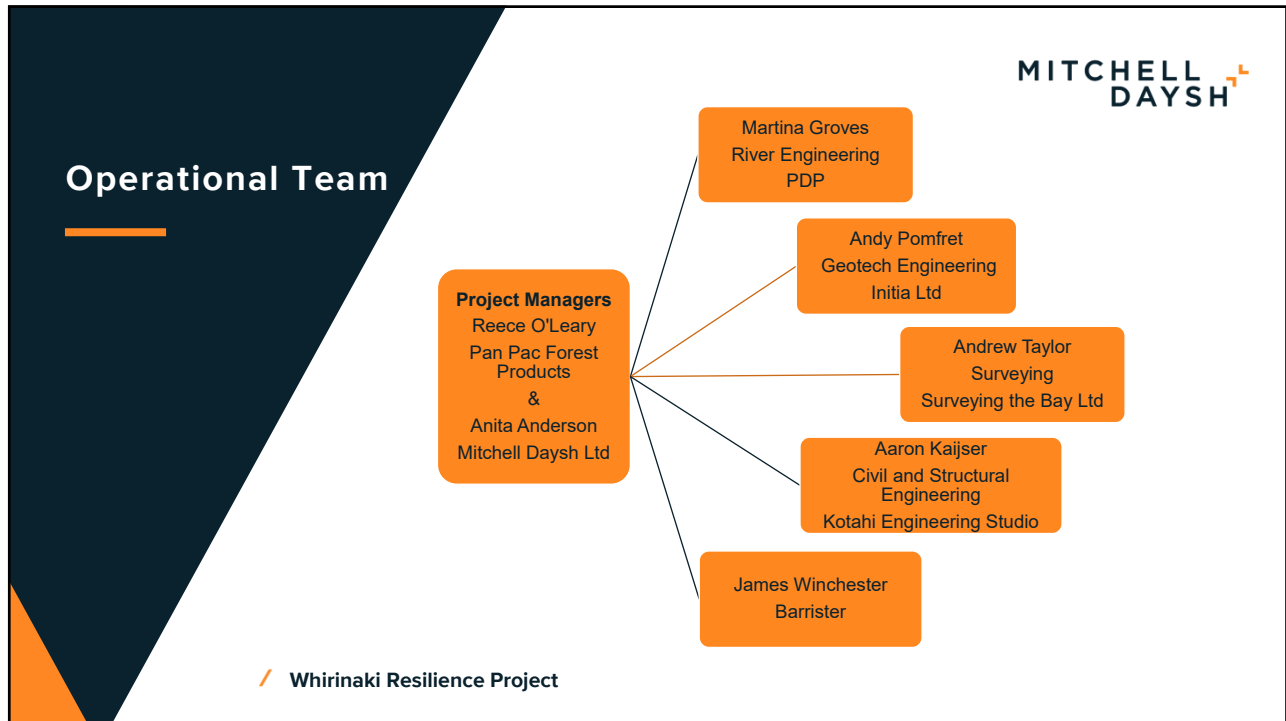 MITCHELL
DAYSH
Operational Team
Project Managers
Reece O'Leary
Pan Pac Forest
Products
&
Anita Anderson
Mitchell Daysh Ltd
Martina Groves
River Engineering
PDP
Andy Pomfret
Geotech Engineering
Initia Ltd
Andrew Taylor
Surveying
Surveying the Bay Ltd
Aaron Kaijser
Civil and Structural
Engineering
Kotahi Engineering Studio
James Winchester
Barrister
/ Whirinaki Resilience Project